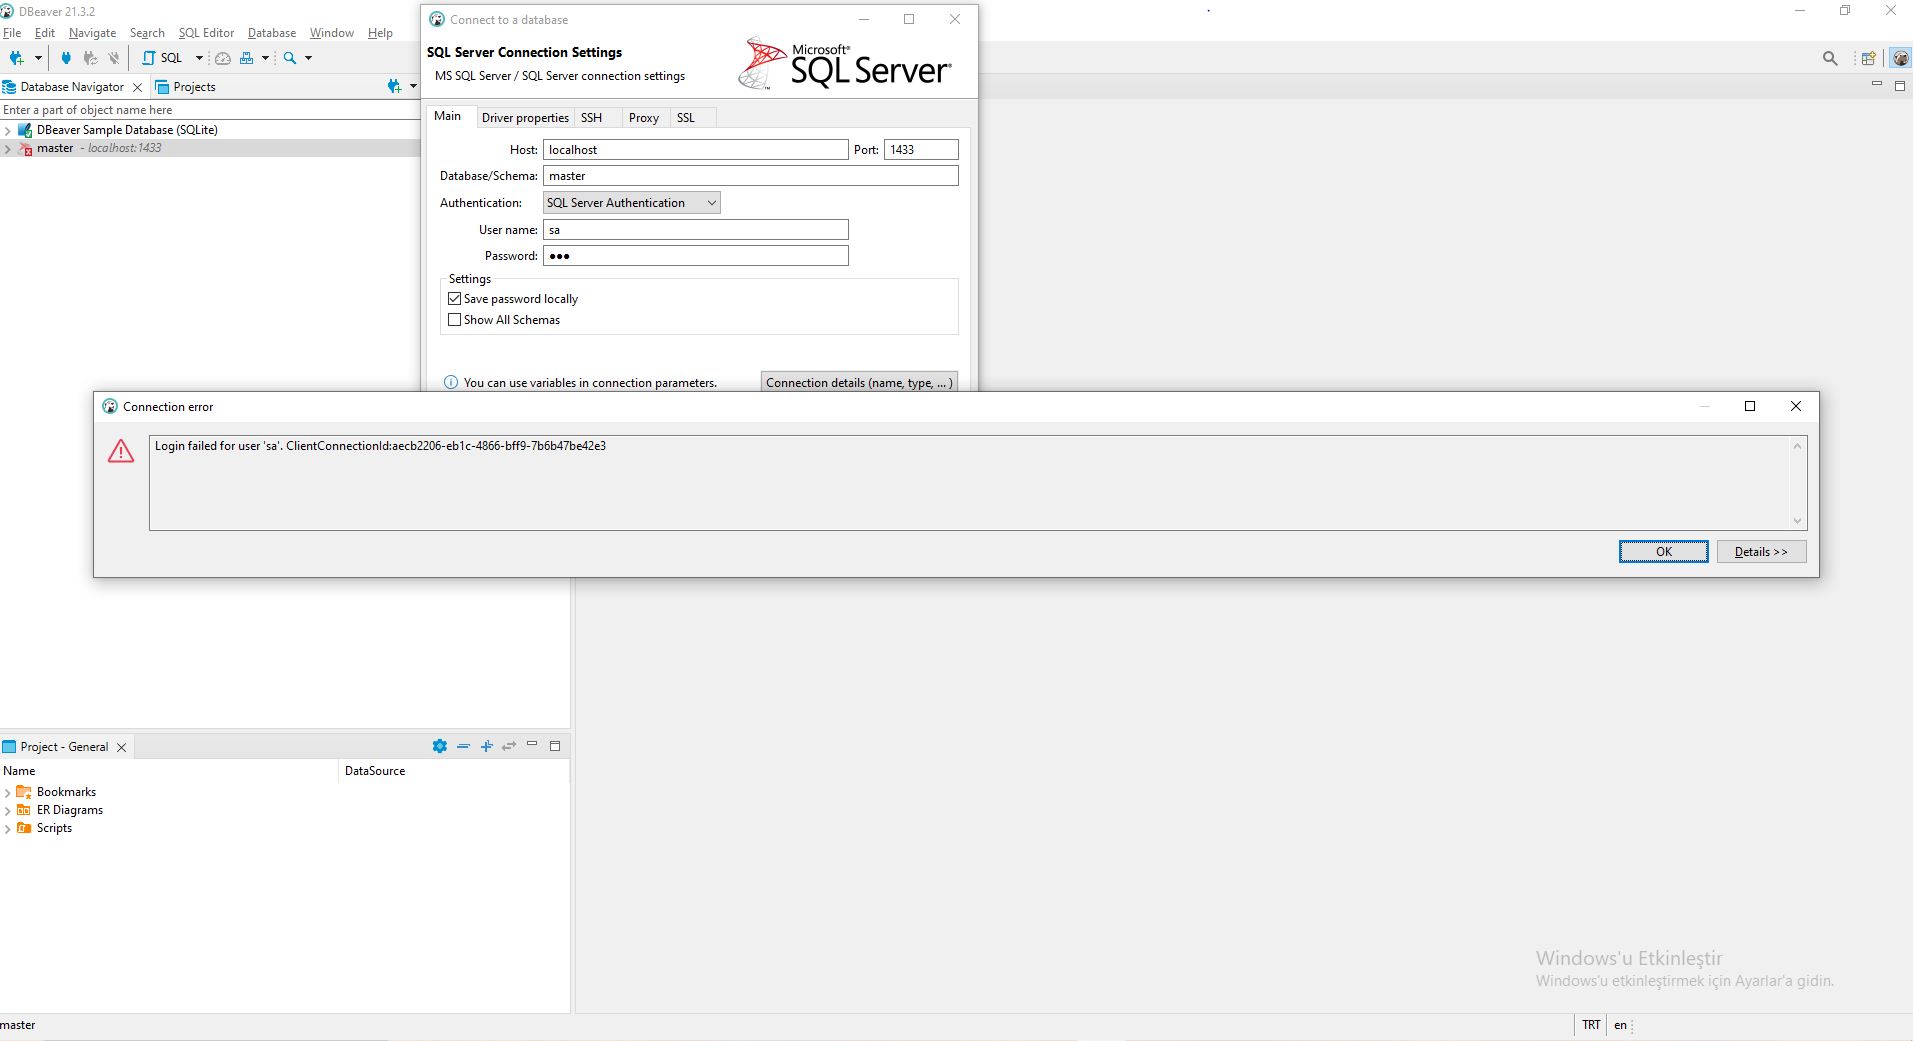 DBeaver 21.3.2
File Edit Navigate Search SQL Editor Database Window Help
SQL
Database Navigator Projects
Enter a part of object name here
DBeaver Sample Database (SQLite)
master - localhost:1433
Connect to a database
SQL Server Connection Settings
MS SQL Server / SQL Server connection settings
Microsoft®
SQL Server®
Main Driver properties SSH Proxy SSL
Host: localhost Port: 1433
Database/Schema: master
Authentication: SQL Server Authentication
User name: sa
Password: •••
Settings
Save password locally
Show All Schemas
You can use variables in connection parameters. Connection details (name, type, ... )
Connection error
Login failed for user 'sa'. ClientConnectionId:aecb2206-eb1c-4866-bff9-7b6b47be42e3
OK Details >>
Project - General
Name DataSource
Bookmarks
ER Diagrams
Scripts
Windows'u Etkinleştir
Windows'u etkinleştirmek için Ayarlar'a gidin.
master TRT en